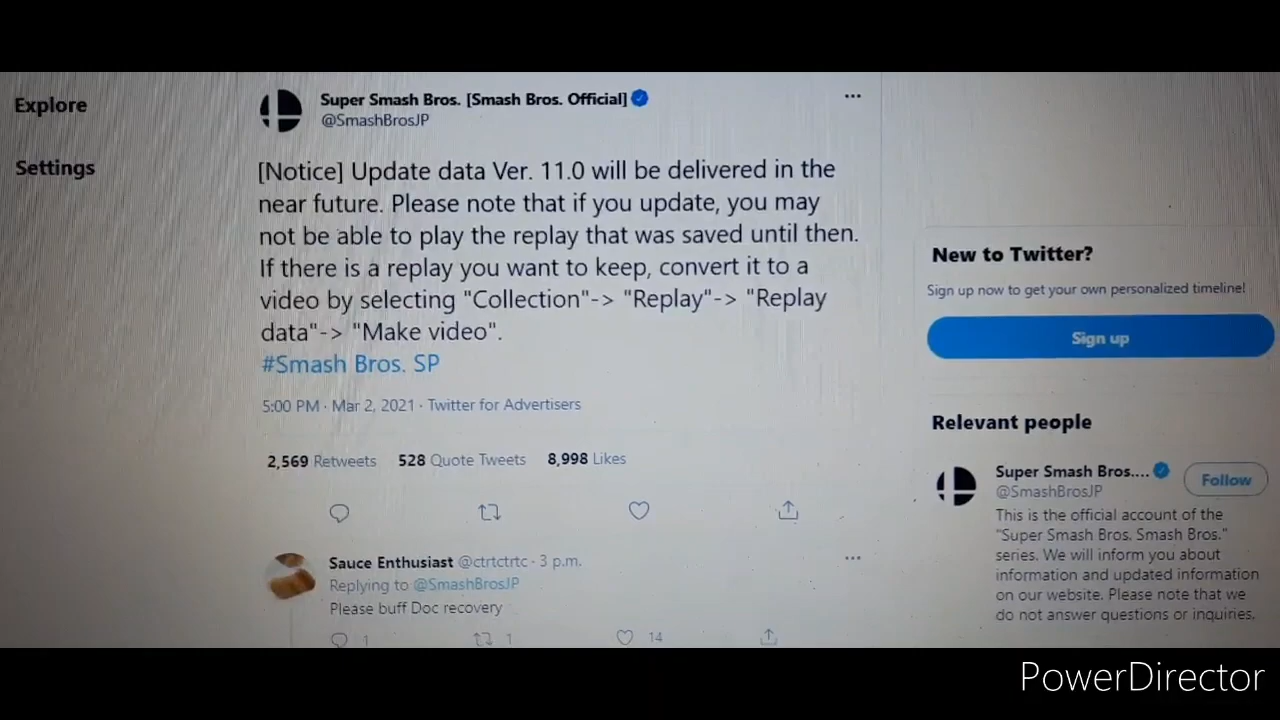 Explore
Settings
Super Smash Bros. [Smash Bros. Official]
@SmashBrosJP
[Notice] Update data Ver. 11.0 will be delivered in the
near future. Please note that if you update, you may
not be able to play the replay that was saved until then.
If there is a replay you want to keep, convert it to a
video by selecting "Collection"-> "Replay"-> "Replay
data"-> "Make video".
#Smash Bros. SP
5:00 PM · Mar 2, 2021 · Twitter for Advertisers
2,569 Retweets 528 Quote Tweets 8,998 Likes
Sauce Enthusiast @ctrtctrtc · 3 p.m.
Replying to @SmashBrosJP
Please buff Doc recovery
1 1 14
New to Twitter?
Sign up now to get your own personalized timeline!
Sign up
Relevant people
Super Smash Bros....
@SmashBrosJP
Follow
This is the official account of the
"Super Smash Bros. Smash Bros."
series. We will inform you about
information and updated information
on our website. Please note that we
do not answer questions or inquiries.
PowerDirector